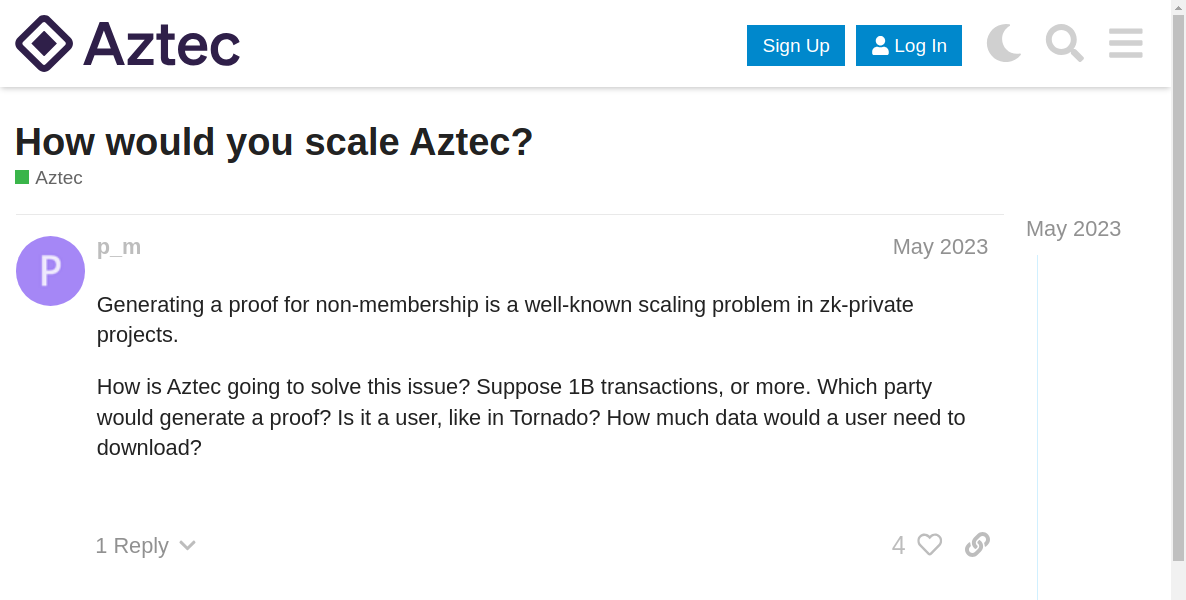 Aztec
Sign Up
Log In
How would you scale Aztec?
Aztec
May 2023
P
p_m
May 2023
Generating a proof for non-membership is a well-known scaling problem in zk-private
projects.
How is Aztec going to solve this issue? Suppose 1B transactions, or more. Which party
would generate a proof? Is it a user, like in Tornado? How much data would a user need to
download?
1 Reply
4